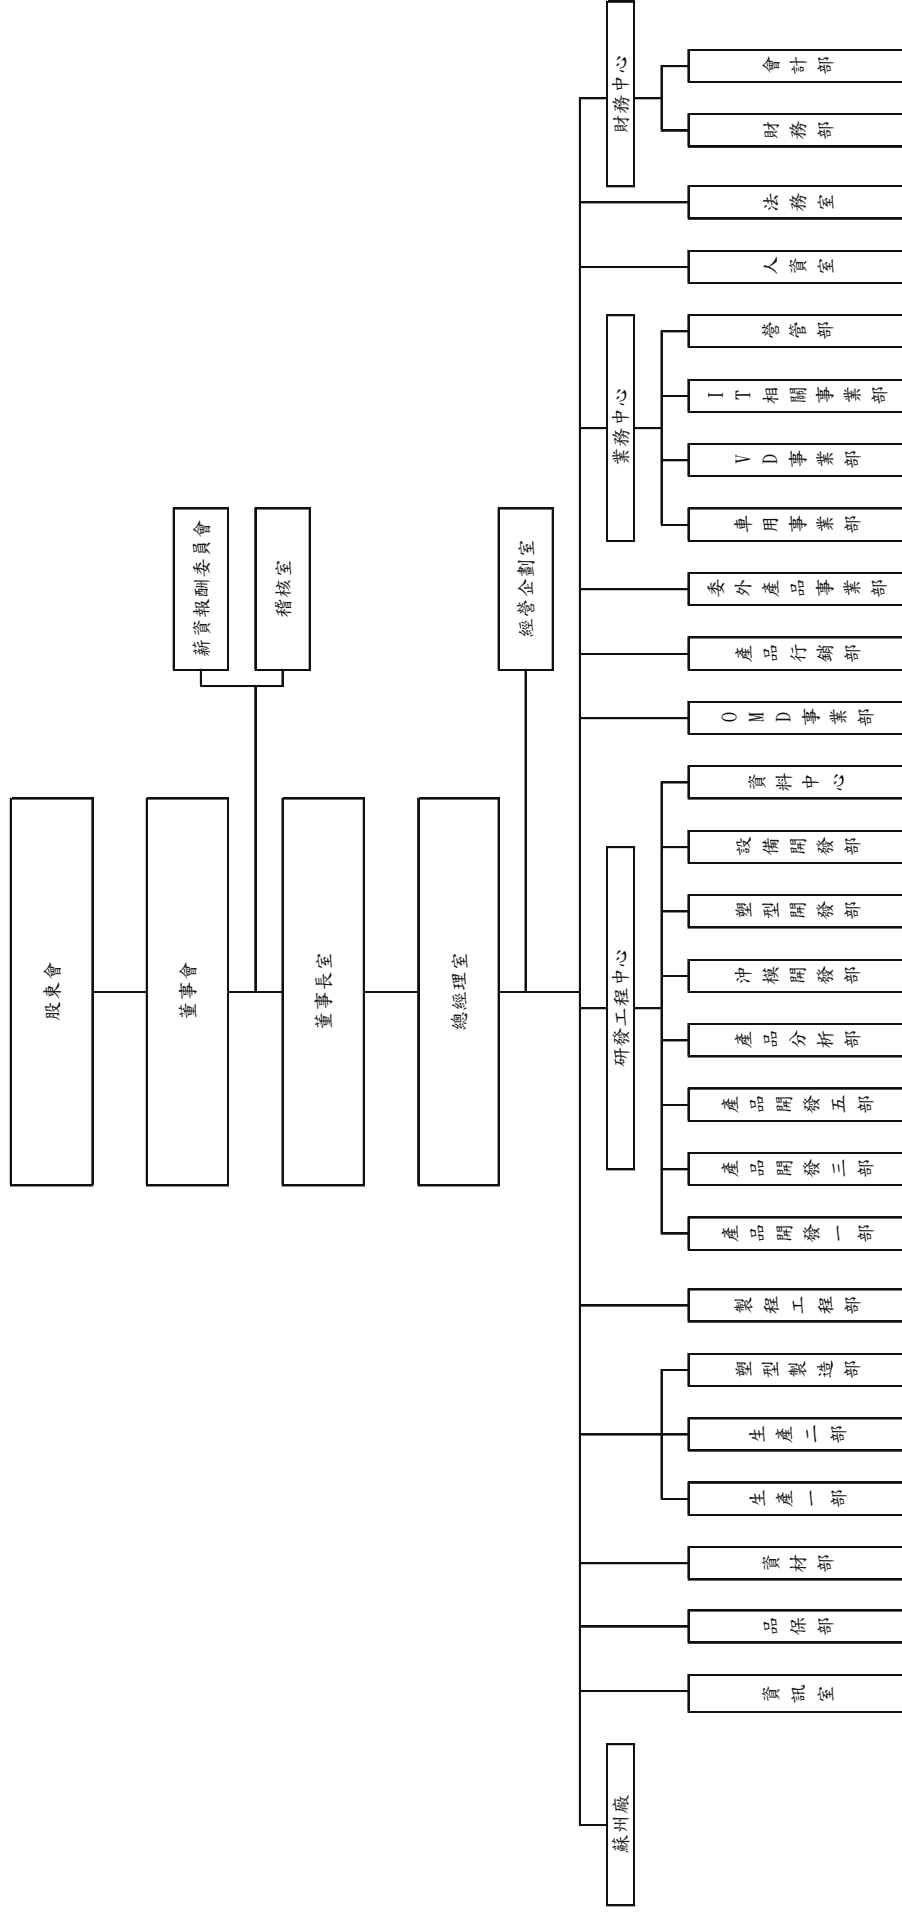 股東會
董事會
薪資報酬委員會
稽核室
董事長室
總經理室
經營企劃室
蘇州廠
資訊室
品保部
資材部
生產一部
生產二部
塑型製造部
製程工程部
研發工程中心
產品開發一部
產品開發三部
產品開發五部
產品分析部
沖模開發部
塑型開發部
設備開發部
資料中心
OMD事業部
產品行銷部
委外產品事業部
業務中心
車用事業部
VD事業部
IT相關事業部
營管部
人資室
法務室
財務中心
財務部
會計部